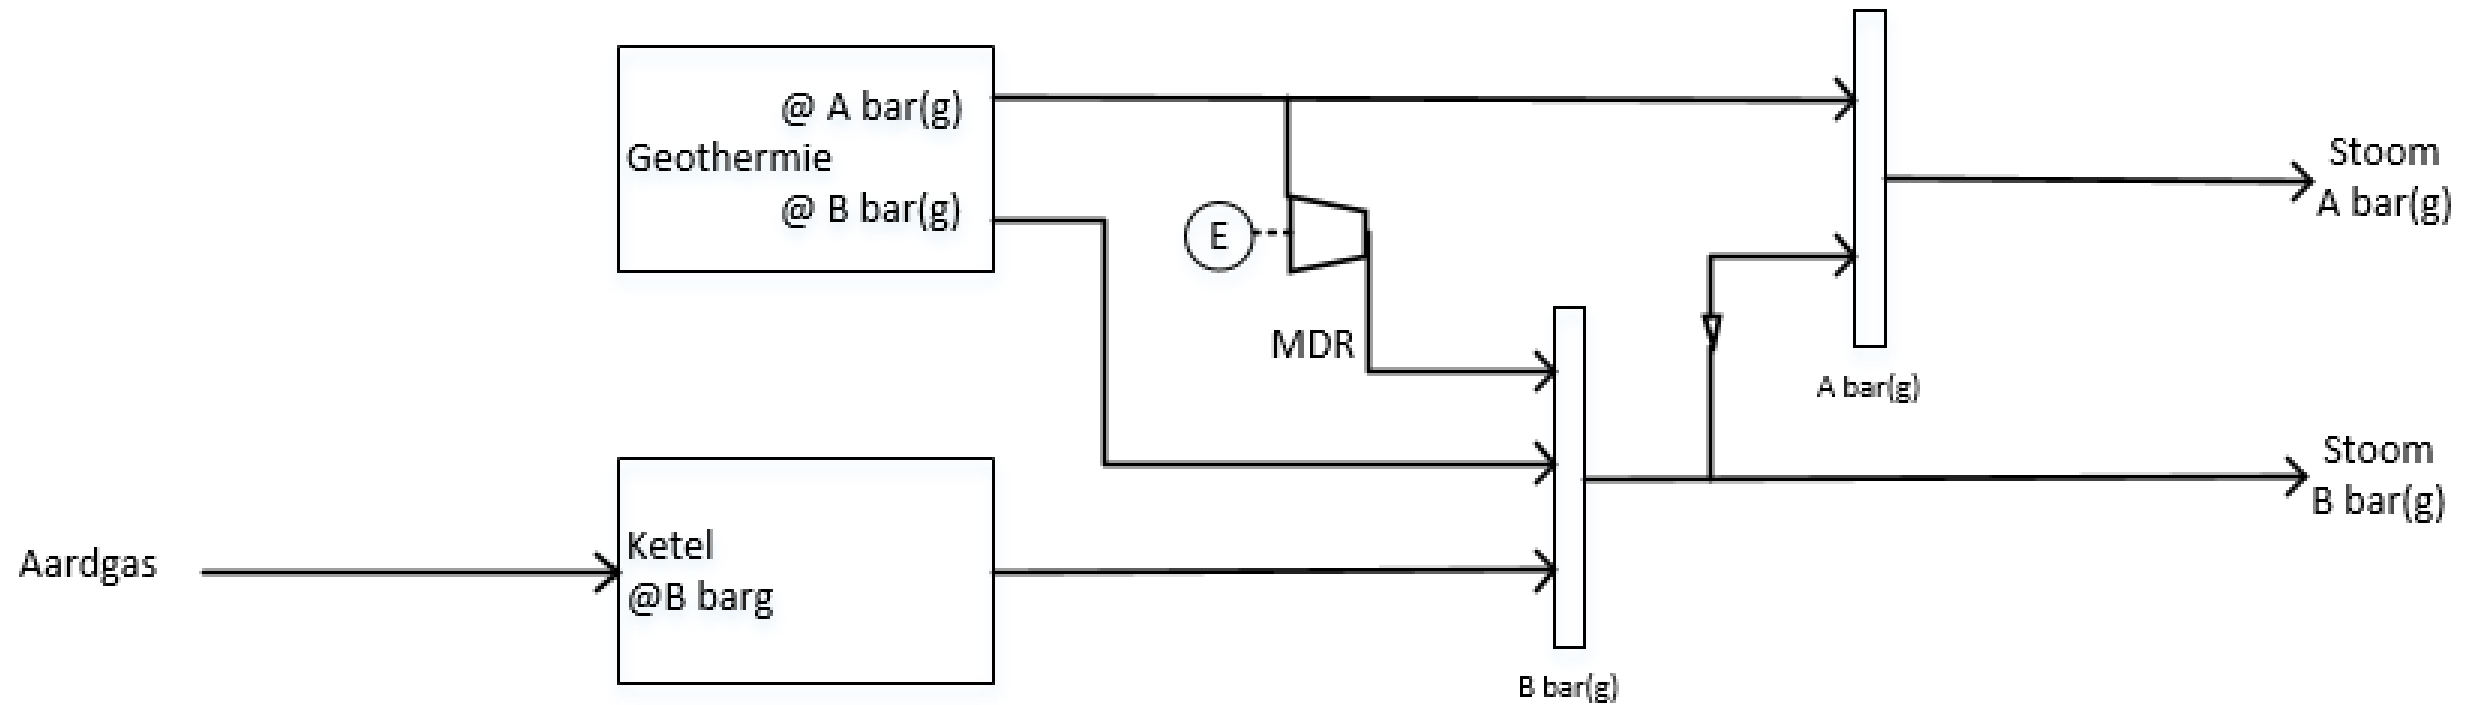 @ A bar(g)
Geothermie
@ B bar(g)
E
MDR
Stoom
A bar(g)
A bar(g)
Stoom
B bar(g)
Aardgas
Ketel
@B barg
B bar(g)